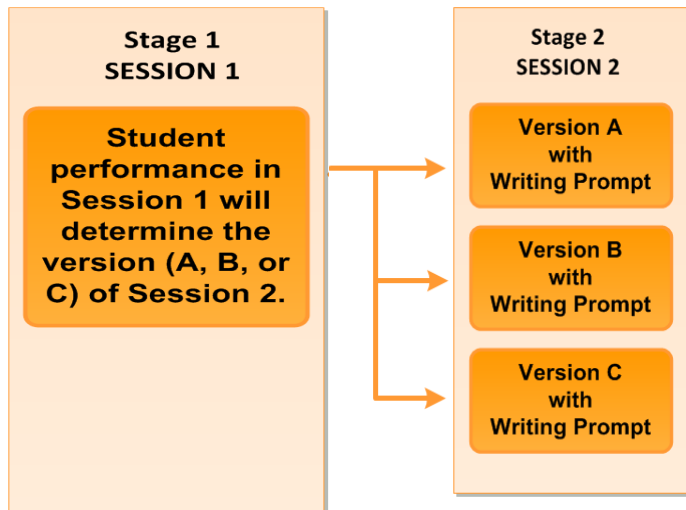 Stage 1
SESSION 1
Student
performance in
Session 1 will
determine the
version (A, B, or
C) of Session 2.
Stage 2
SESSION 2
Version A
with
Writing Prompt
Version B
with
Writing Prompt
Version C
with
Writing Prompt